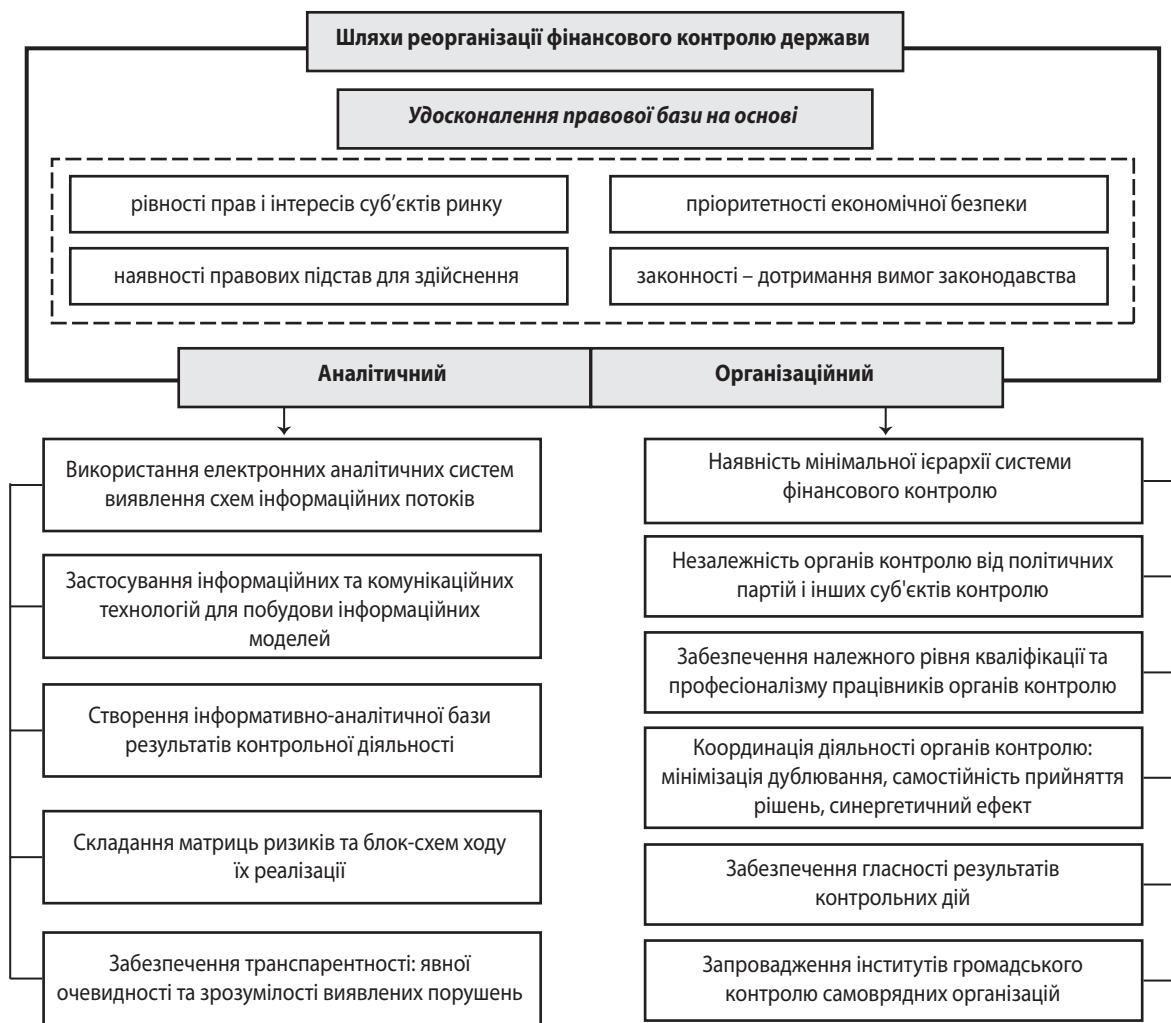 Шляхи реорганізації фінансового контролю держави
Удосконалення правової бази на основі
рівності прав і інтересів суб’єктів ринку
пріоритетності економічної безпеки
наявності правових підстав для здійснення
законності – дотримання вимог законодавства
Аналітичний
Організаційний
Використання електронних аналітичних систем
виявлення схем інформаційних потоків
Застосування інформаційних та комунікаційних
технологій для побудови інформаційних
моделей
Створення інформативно-аналітичної бази
результатів контрольної діяльності
Складання матриць ризиків та блок-схем ходу
їх реалізації
Забезпечення транспарентності: явної
очевидності та зрозумілості виявлених порушень
Наявність мінімальної ієрархії системи
фінансового контролю
Незалежність органів контролю від політичних
партій і інших суб'єктів контролю
Забезпечення належного рівня кваліфікації та
професіоналізму працівників органів контролю
Координація діяльності органів контролю:
мінімізація дублювання, самостійність прийняття
рішень, синергетичний ефект
Забезпечення гласності результатів
контрольних дій
Запровадження інститутів громадського
контролю самоврядних організацій